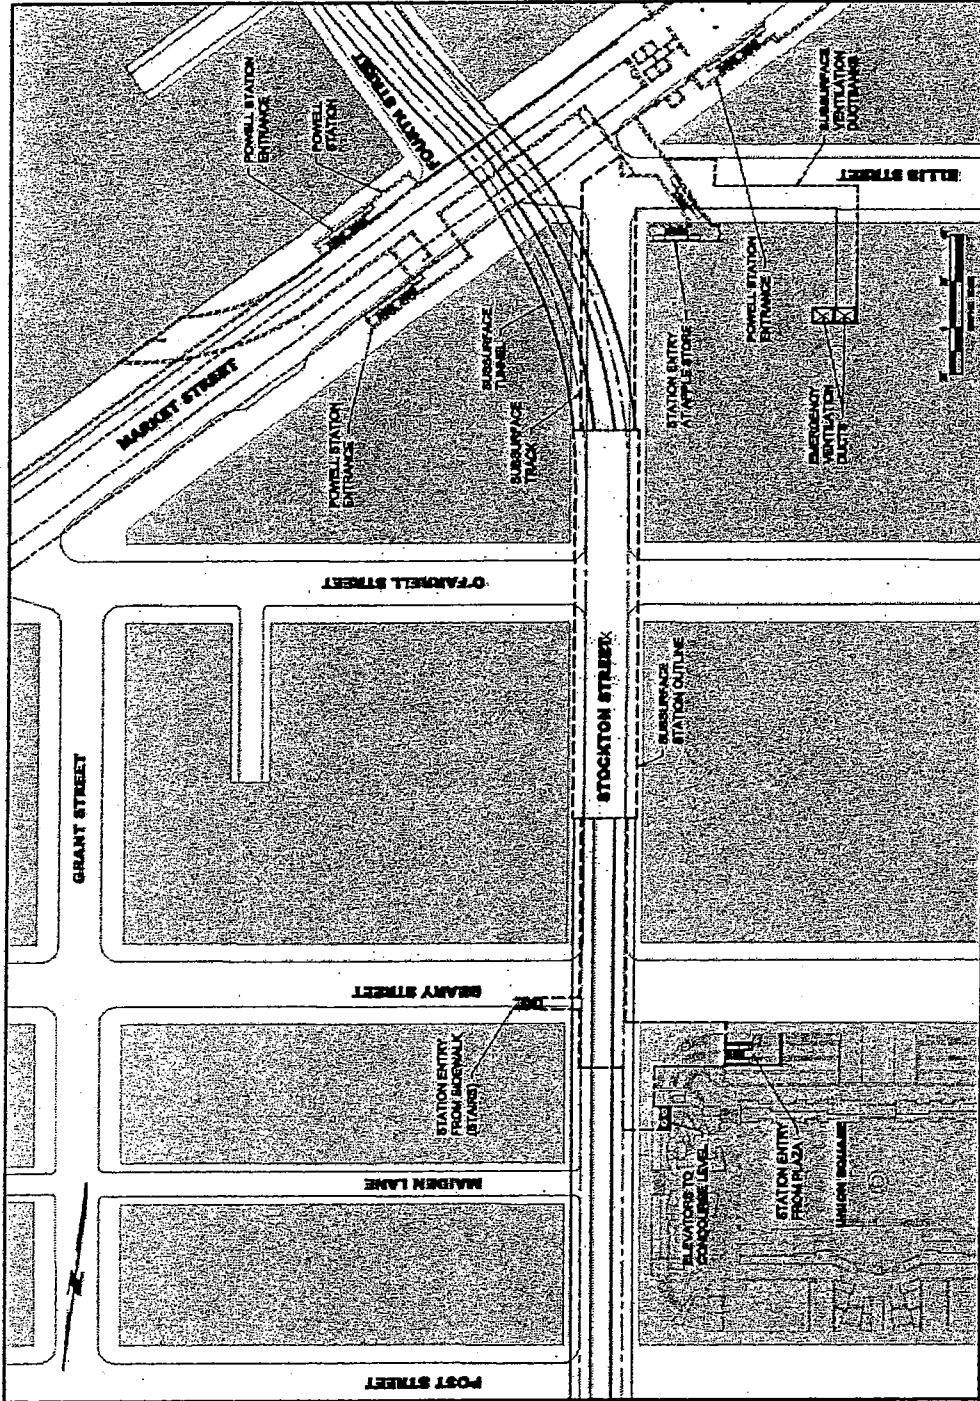 POWELL STATION
ENTRANCE
POWELL
STATION
FOURTH STREET
MARKET STREET
POWELL STATION
ENTRANCE
SUBSURFACE
TUNNEL
SUBSURFACE
TRACK
SUBSURFACE
VENTILATION
DUCTBANKS
ELLIS STREET
STATION ENTRY
AT APPLE STORE
POWELL STATION
ENTRANCE
EMERGENCY
VENTILATION
DUCTS
O'FARRELL STREET
STOCKTON STREET
SUBSURFACE
STATION OUTLINE
GRANT STREET
GEARY STREET
STATION ENTRY
FROM SIDEWALK
(STAIRS)
MAIDEN LANE
ELEVATORS TO
CONCOURSE LEVEL
STATION ENTRY
FROM PLAZA
UNION SQUARE
POST STREET